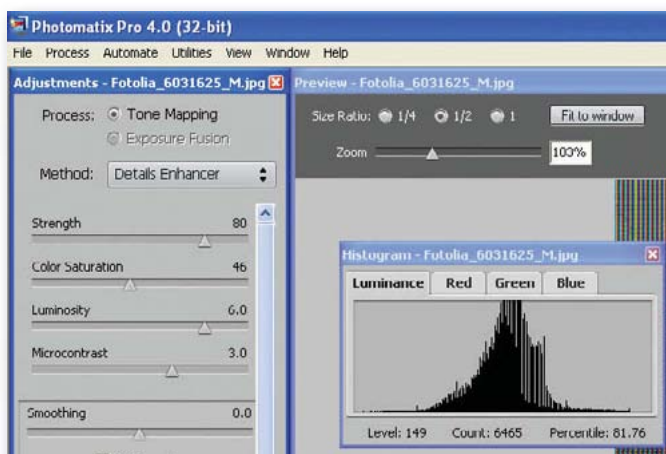 Photomatix Pro 4.0 (32-bit)
File Process Automate Utilities View Window Help
Adjustments - Fotolia_6031625_M.jpg
Process: Tone Mapping
Exposure Fusion
Method: Details Enhancer
Strength 80
Color Saturation 46
Luminosity 6.0
Microcontrast 3.0
Smoothing 0.0
Preview - Fotolia_6031625_M.jpg
Size Ratio: 1/4 1/2 1 Fit to window
Zoom 100%
Histogram - Fotolia_6031625_M.jpg
Luminance Red Green Blue
Level: 149 Count: 6465 Percentile: 81.76